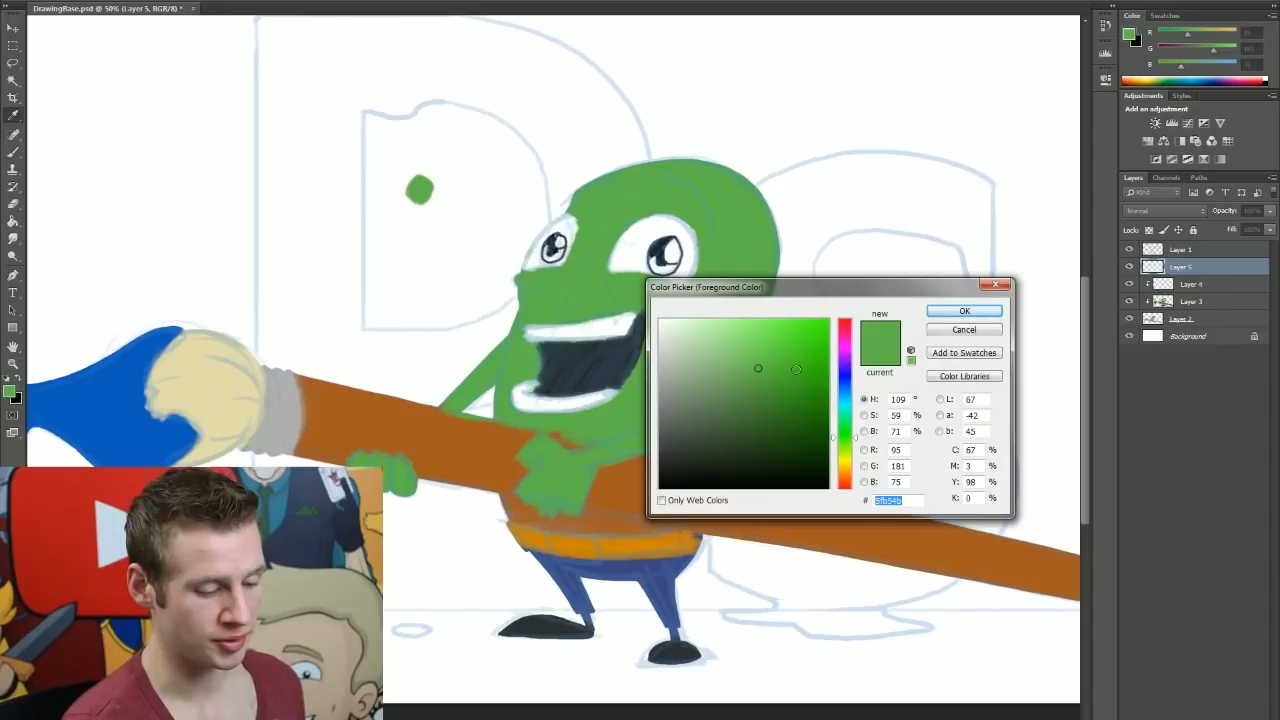 DrawingBase.psd @ 50% (Layer 5, RGB/8) *
Color
Swatches
R
G
B
Adjustments
Styles
Add an adjustment
Layers
Channels
Paths
Kind
Normal
Opacity: 100%
Lock:
Fill: 100%
Layer 1
Layer 5
Layer 4
Layer 3
Layer 2
Background
Color Picker (Foreground Color)
new
current
OK
Cancel
Add to Swatches
Color Libraries
H: 109 °
S: 59 %
B: 71 %
R: 95
G: 181
B: 75
L: 67
a: -42
b: 45
C: 67 %
M: 3 %
Y: 98 %
K: 0 %
# 5fb54b
Only Web Colors